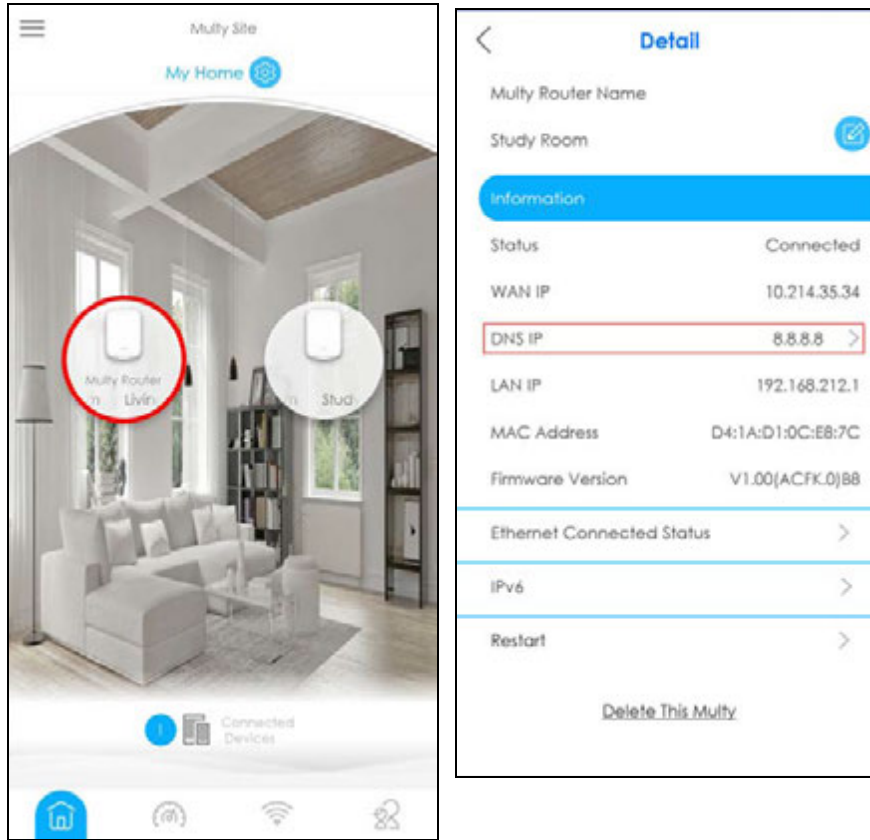 Multy Site
My Home
Multy Router
n Livin
n Stud
1 Connected
Devices
Detail
Multy Router Name
Study Room
Information
Status Connected
WAN IP 10.214.35.34
DNS IP 8.8.8.8 >
LAN IP 192.168.212.1
MAC Address D4:1A:D1:0C:EB:7C
Firmware Version V1.00(ACFK.0)B8
Ethernet Connected Status >
IPv6 >
Restart >
Delete This Multy